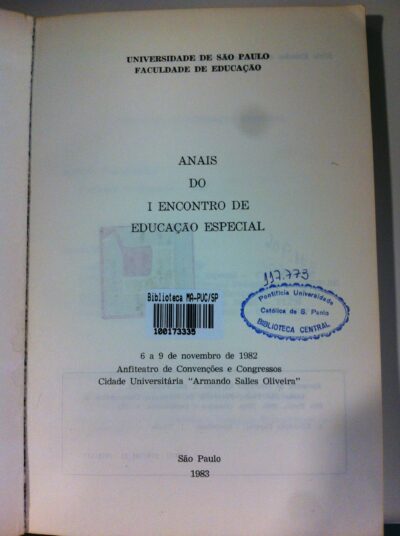 UNIVERSIDADE DE SÃO PAULO
FACULDADE DE EDUCAÇÃO
ANAIS
DO
I ENCONTRO DE
EDUCAÇÃO ESPECIAL
117.773
Biblioteca MA-PUC/SP
100173335
Pontifícia Universidade
Católica de S. Paulo
BIBLIOTECA CENTRAL
6 a 9 de novembro de 1982
Anfiteatro de Convenções e Congressos
Cidade Universitária "Armando Salles Oliveira"
São Paulo
1983